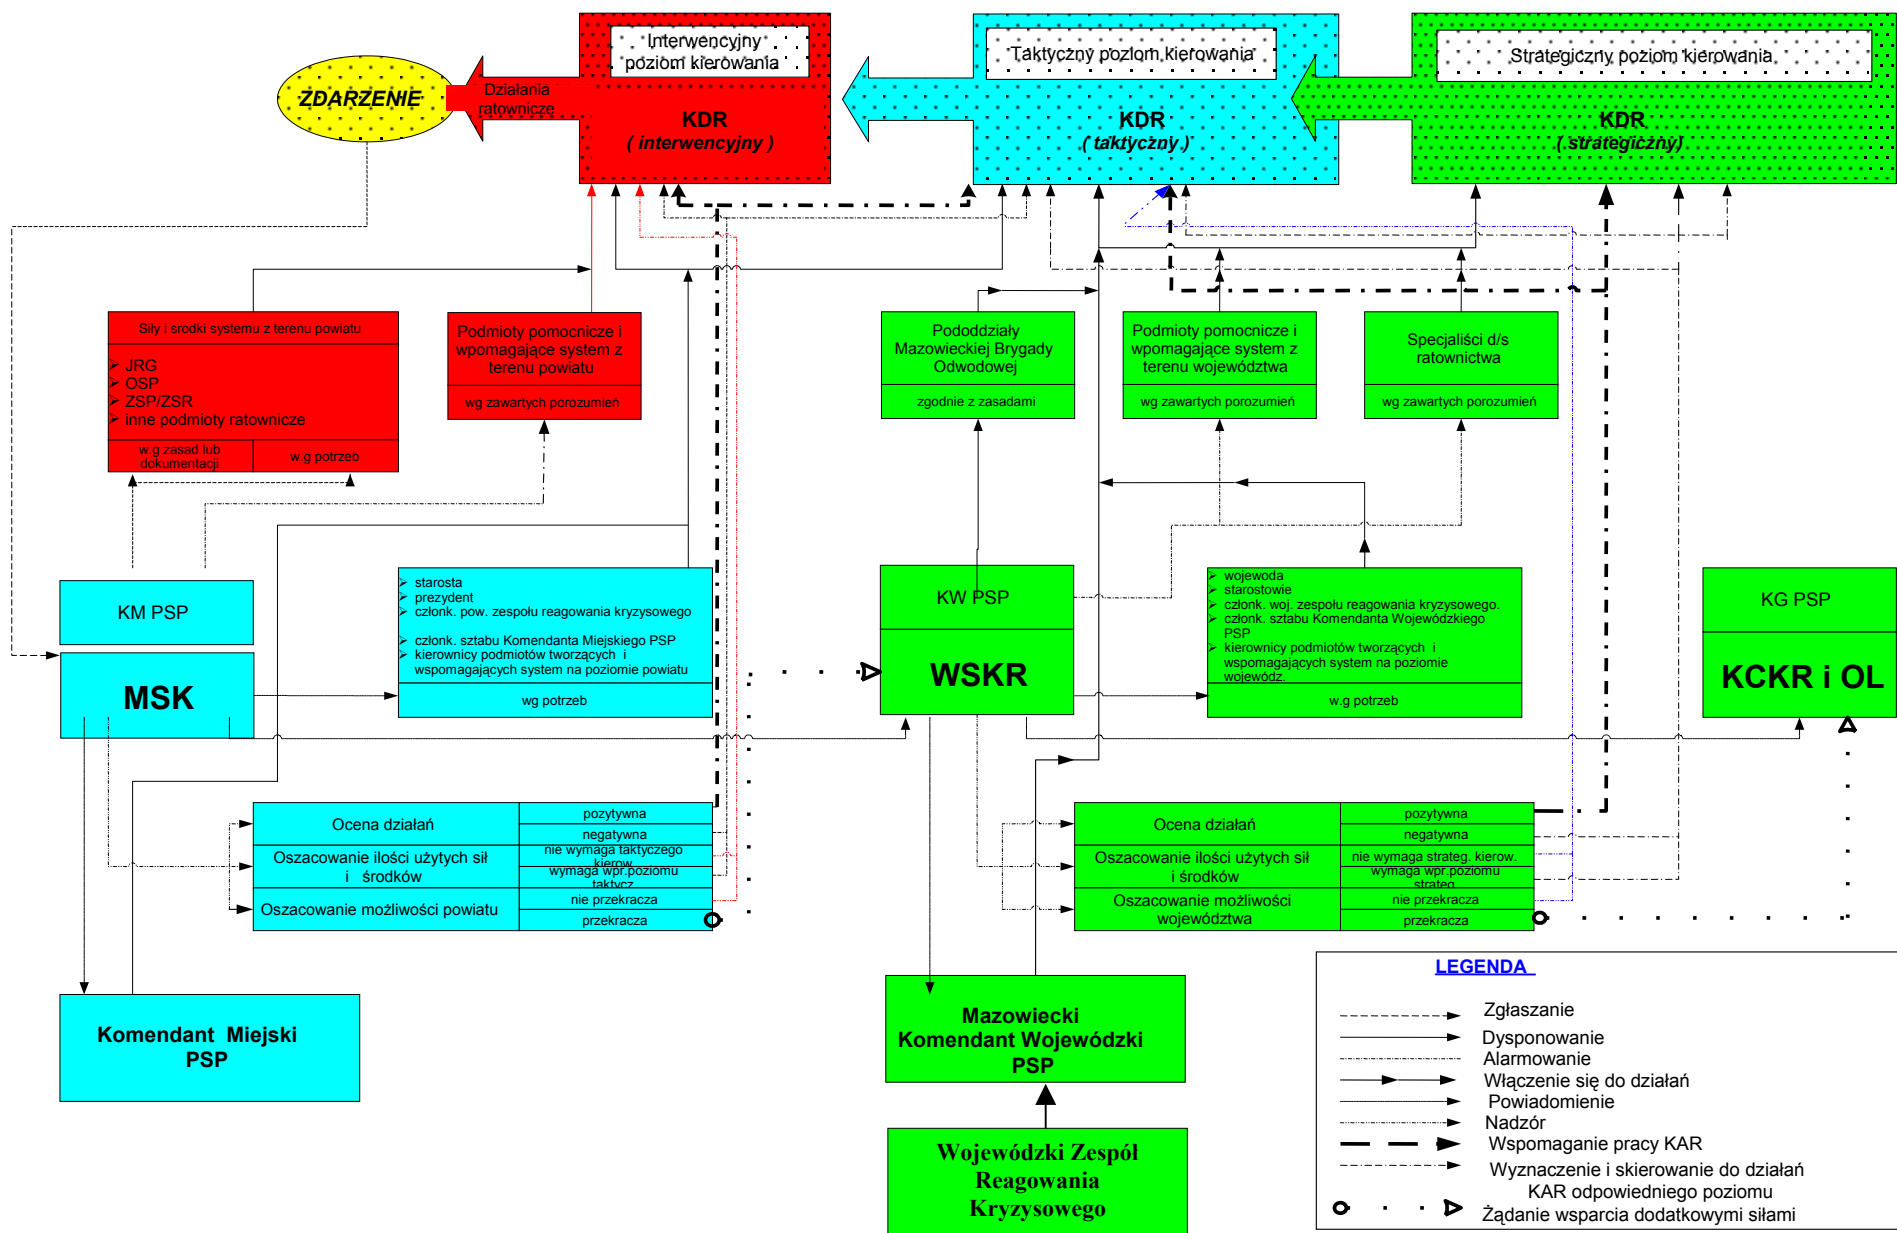 Interwencyjny
poziom kierowania
Taktyczny poziom kierowania
Strategiczny poziom kierowania
ZDARZENIE
Działania
ratownicze
KDR
( interwencyjny )
KDR
( taktyczny )
KDR
( strategiczny)
Siły i srodki systemu z terenu powiatu
JRG
OSP
ZSP/ZSR
inne podmioty ratownicze
w.g zasad lub
dokumentacji
w.g potrzeb
Podmioty pomocnicze i
wpomagające system z
terenu powiatu
wg zawartych porozumień
Pododdziały
Mazowieckiej Brygady
Odwodowej
zgodnie z zasadami
Podmioty pomocnicze i
wpomagające system z
terenu województwa
wg zawartych porozumień
Specjaliści d/s
ratownictwa
wg zawartych porozumień
KM PSP
MSK
starosta
prezydent
członk. pow. zespołu reagowania kryzysowego
członk. sztabu Komendanta Miejskiego PSP
kierownicy podmiotów tworzących i
wspomagających system na poziomie powiatu
wg potrzeb
KW PSP
WSKR
wojewoda
starostowie
członk. woj. zespołu reagowania kryzysowego.
członk. sztabu Komendanta Wojewódzkiego
PSP
kierownicy podmiotów tworzących i
wspomagających system na poziomie
wojewódz.
w.g potrzeb
KG PSP
KCKR i OL
Ocena działań
pozytywna
negatywna
Oszacowanie ilości użytych sił
i środków
nie wymaga taktyczego
kierow.
wymaga wpr.poziomu
taktycz.
Oszacowanie możliwości powiatu
nie przekracza
przekracza
Ocena działań
pozytywna
negatywna
Oszacowanie ilości użytych sił
i środków
nie wymaga strateg. kierow.
wymaga wpr.poziomu
strateg.
Oszacowanie możliwości
województwa
nie przekracza
przekracza
Komendant Miejski
PSP
Mazowiecki
Komendant Wojewódzki
PSP
Wojewódzki Zespół
Reagowania
Kryzysowego
LEGENDA
Zgłaszanie
Dysponowanie
Alarmowanie
Włączenie się do działań
Powiadomienie
Nadzór
Wspomaganie pracy KAR
Wyznaczenie i skierowanie do działań
KAR odpowiedniego poziomu
Żądanie wsparcia dodatkowymi siłami